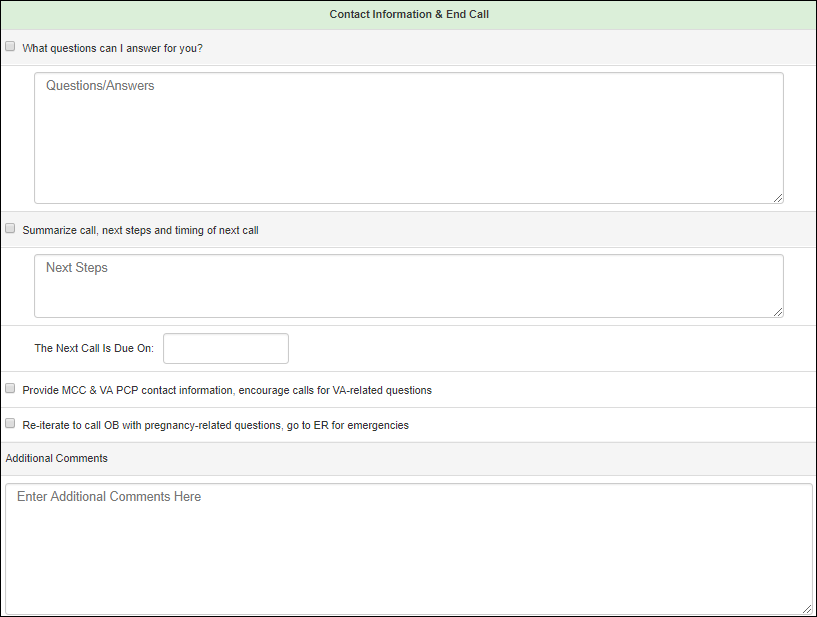 Contact Information & End Call
What questions can I answer for you?
Questions/Answers
Summarize call, next steps and timing of next call
Next Steps
The Next Call Is Due On:
Provide MCC & VA PCP contact information, encourage calls for VA-related questions
Re-iterate to call OB with pregnancy-related questions, go to ER for emergencies
Additional Comments
Enter Additional Comments Here